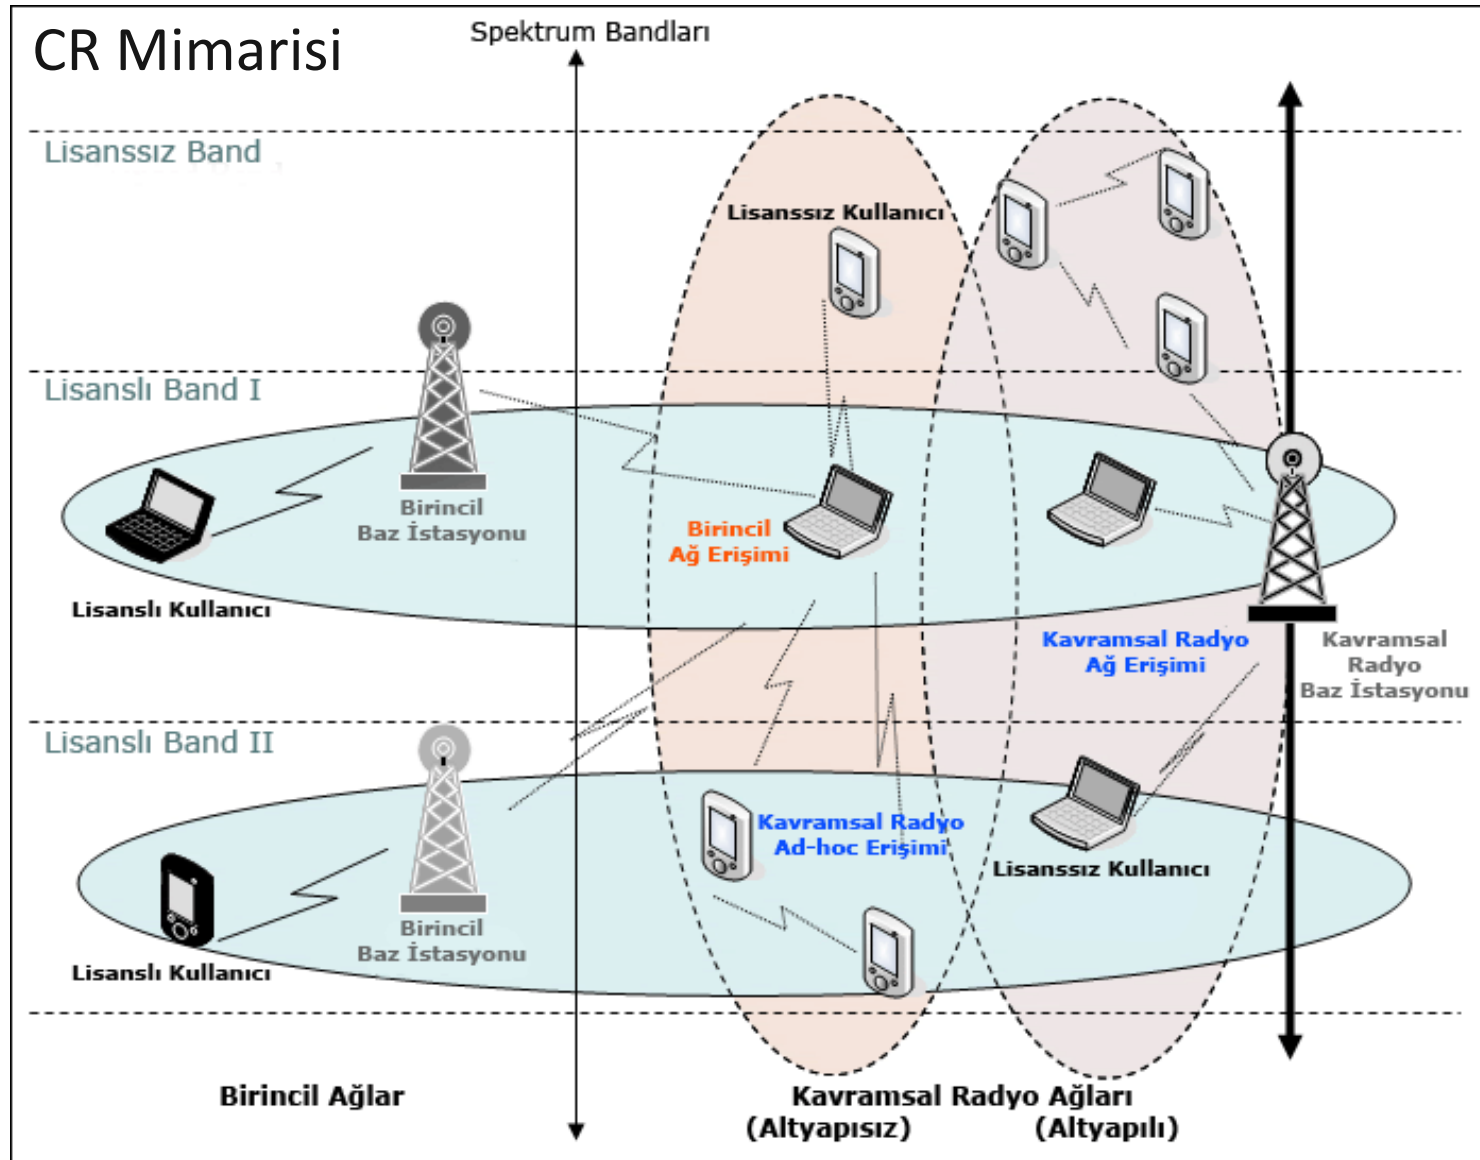 CR Mimarisi
Spektrum Bandları
Lisanssız Band
Lisanssız Kullanıcı
Lisanslı Band I
Birincil
Baz İstasyonu
Birincil
Ağ Erişimi
Lisanslı Kullanıcı
Kavramsal Radyo
Ağ Erişimi
Kavramsal
Radyo
Baz İstasyonu
Lisanslı Band II
Kavramsal Radyo
Ad-hoc Erişimi
Lisanssız Kullanıcı
Birincil
Baz İstasyonu
Lisanslı Kullanıcı
Birincil Ağlar
Kavramsal Radyo Ağları
(Altyapısız) (Altyapılı)